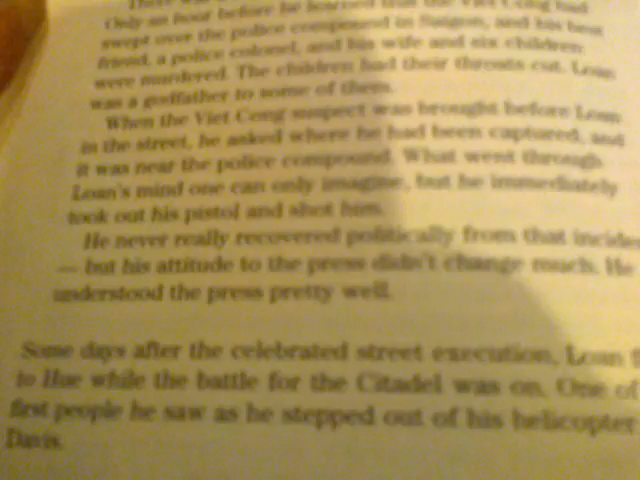 There was
Only an hour before he learned that the Viet Cong had
swept over the police compound in Saigon, and his best
friend, a police colonel, and his wife and six children
were murdered. The children had their throats cut. Loan
was a godfather to some of them.
When the Viet Cong suspect was brought before Loan
in the street, he asked where he had been captured, and
it was near the police compound. What went through
Loan's mind one can only imagine, but he immediately
took out his pistol and shot him.
He never really recovered politically from that
— but his attitude to the press didn't change much. He
understood the press pretty well.
Some days after the celebrated street execution, Loan
to Hue while the battle for the Citadel was on. One of
first people he saw as he stepped out of his helicopter
Davis.